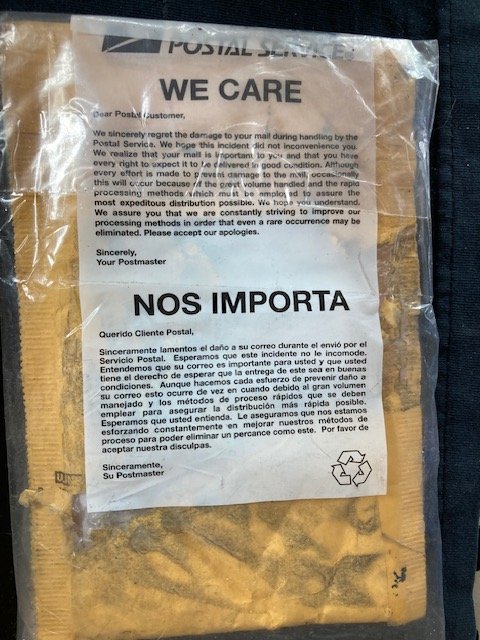 POSTAL SERVICE
WE CARE
Dear Postal Customer,
We sincerely regret the damage to your mail during handling by the
Postal Service. We hope this incident did not inconvenience you.
We realize that your mail is important to you and that you have
every right to expect it to be delivered in good condition. Although
every effort is made to prevent damage to the mail, occasionally
this will occur because of the great volume handled and the rapid
processing methods which must be employed to assure the
most expeditous distribution possible. We hope you understand.
We assure you that we are constantly striving to improve our
processing methods in order that even a rare occurrence may be
eliminated. Please accept our apologies.
Sincerely,
Your Postmaster
NOS IMPORTA
Querido Cliente Postal,
Sinceramente lamentos el daño a su correo durante el envío por el
Servicio Postal. Esperamos que este incidente no le incomode.
Entendemos que su correo es importante para usted y que usted
tiene el derecho de esperar que la entrega de este sea en buenas
condiciones. Aunque hacemos cada esfuerzo de prevenir daño a
su correo esto ocurre de vez en cuando debido al gran volumen
manejado y los métodos de proceso rápidos que se deben
emplear para asegurar la distribución más rápida posible.
Esperamos que usted entienda. Le aseguramos que nos estamos
esforzando constantemente en mejorar nuestros métodos de
proceso para poder eliminar un percance como este. Por favor de
aceptar nuestra disculpas.
Sinceramente,
Su Postmaster